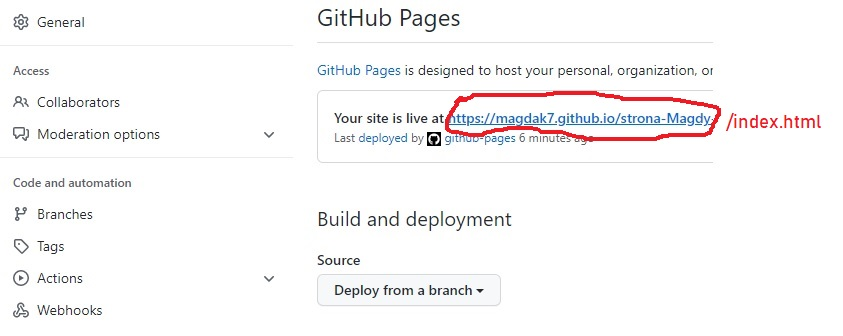 General
Access
Collaborators
Moderation options
Code and automation
Branches
Tags
Actions
Webhooks
GitHub Pages
GitHub Pages is designed to host your personal, organization, or
Your site is live at https://magdak7.github.io/strona-Magdy- /index.html
Last deployed by github-pages 6 minutes ago
Build and deployment
Source
Deploy from a branch